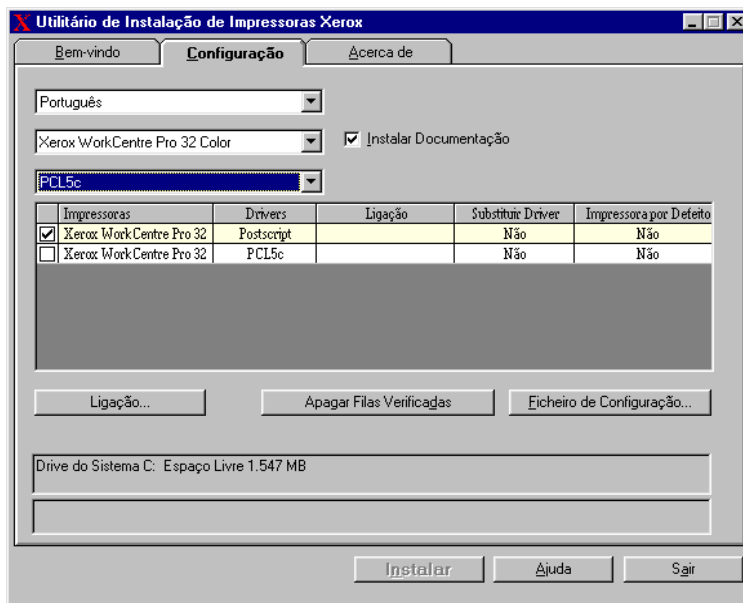 Utilitário de Instalação de Impressoras Xerox
Bem-vindo Configuração Acerca de
Português
Xerox WorkCentre Pro 32 Color Instalar Documentação
PCL5c
Impressoras Drivers Ligação Substituir Driver Impressora por Defeito
Xerox WorkCentre Pro 32 Postscript Não Não
Xerox WorkCentre Pro 32 PCL5c Não Não
Ligação... Apagar Filas Verificadas Ficheiro de Configuração...
Drive do Sistema C: Espaço Livre 1.547 MB
Instalar Ajuda Sair